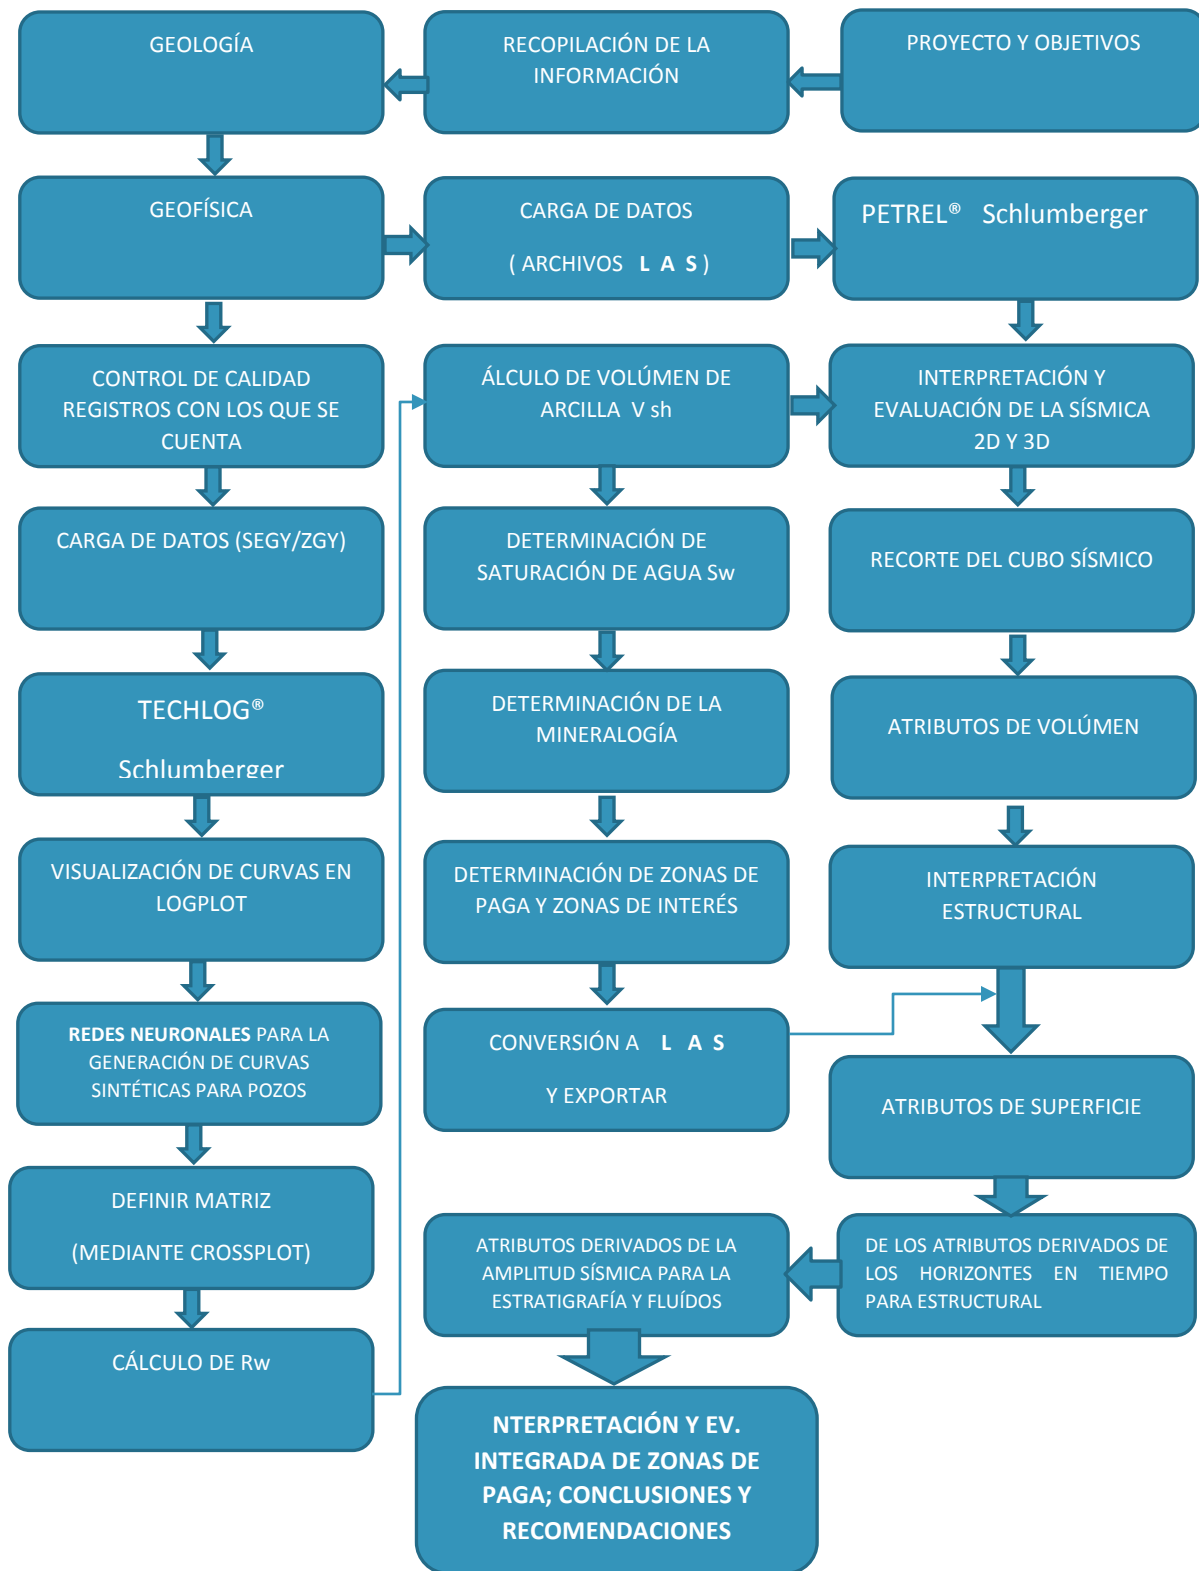 GEOLOGÍA
RECOPILACIÓN DE LA
INFORMACIÓN
PROYECTO Y OBJETIVOS
GEOFÍSICA
CARGA DE DATOS
( ARCHIVOS L A S )
PETREL® Schlumberger
CONTROL DE CALIDAD
REGISTROS CON LOS QUE SE
CUENTA
ÁLCULO DE VOLÚMEN DE
ARCILLA V sh
INTERPRETACIÓN Y
EVALUACIÓN DE LA SÍSMICA
2D Y 3D
CARGA DE DATOS (SEGY/ZGY)
DETERMINACIÓN DE
SATURACIÓN DE AGUA Sw
RECORTE DEL CUBO SÍSMICO
TECHLOG®
Schlumberger
DETERMINACIÓN DE LA
MINERALOGÍA
ATRIBUTOS DE VOLÚMEN
VISUALIZACIÓN DE CURVAS EN
LOGPLOT
DETERMINACIÓN DE ZONAS DE
PAGA Y ZONAS DE INTERÉS
INTERPRETACIÓN
ESTRUCTURAL
REDES NEURONALES PARA LA
GENERACIÓN DE CURVAS
SINTÉTICAS PARA POZOS
CONVERSIÓN A L A S
Y EXPORTAR
ATRIBUTOS DE SUPERFICIE
DEFINIR MATRIZ
(MEDIANTE CROSSPLOT)
ATRIBUTOS DERIVADOS DE LA
AMPLITUD SÍSMICA PARA LA
ESTRATIGRAFÍA Y FLUÍDOS
DE LOS ATRIBUTOS DERIVADOS DE
LOS HORIZONTES EN TIEMPO
PARA ESTRUCTURAL
CÁLCULO DE Rw
NTERPRETACIÓN Y EV.
INTEGRADA DE ZONAS DE
PAGA; CONCLUSIONES Y
RECOMENDACIONES